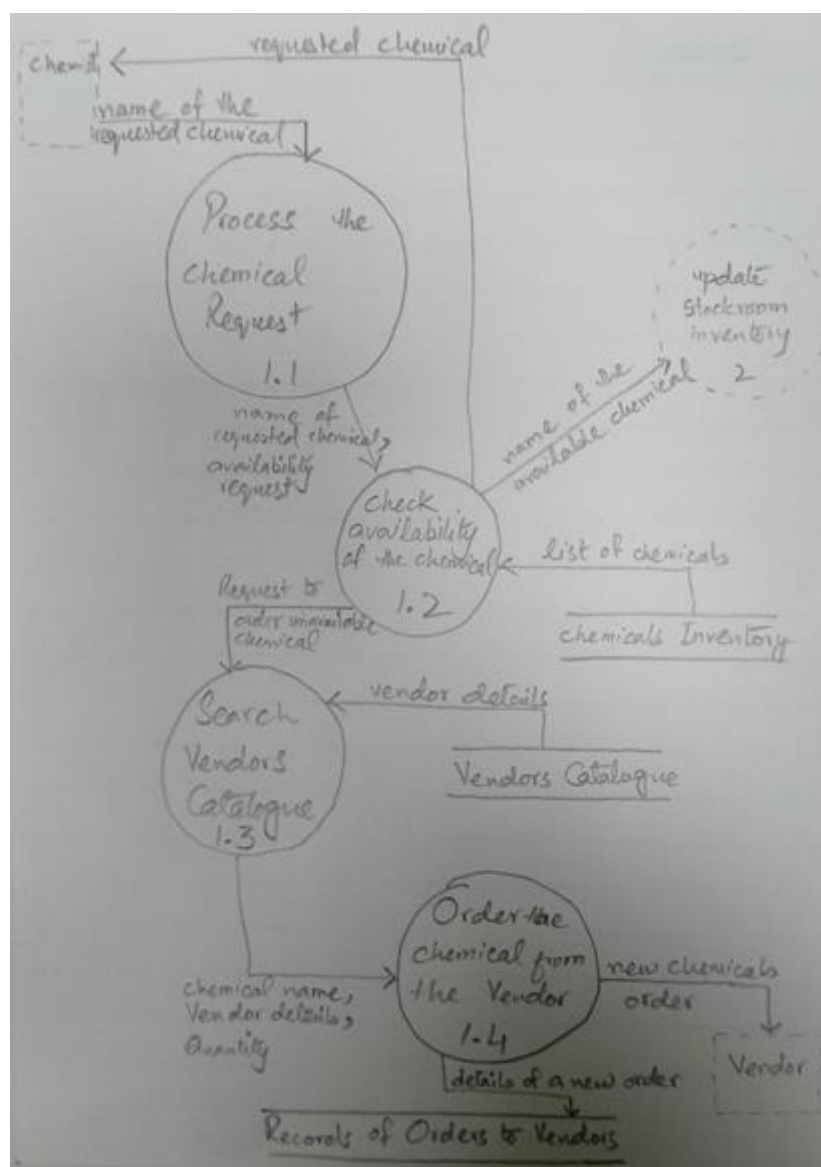 requested chemical
Chemist
name of the
requested chemical
Process the
Chemical
Request
1.1
update
stockroom
inventory
2
name of the
available chemical
name of
requested chemical,
availability
request
check
availability
of the chemical
1.2
list of chemicals
Chemicals Inventory
Request to
order unavailable
chemical
Search
Vendors
Catalogue
1.3
vendor details
Vendors Catalogue
Order the
chemical from
the Vendor
1.4
new chemicals
order
chemical name,
Vendor details,
Quantity
Vendor
details of a new order
Records of Orders to Vendors